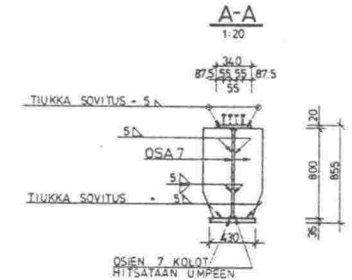 A-A
1:20
340
87.5 55 55 87.5
55
TIUKKA SOVITUS - 5
5
OSA 7
5
TIUKKA SOVITUS - 5
430
OSIEN 7 KOLOT
HITSATAAN UMPEEN
20
800
855
35